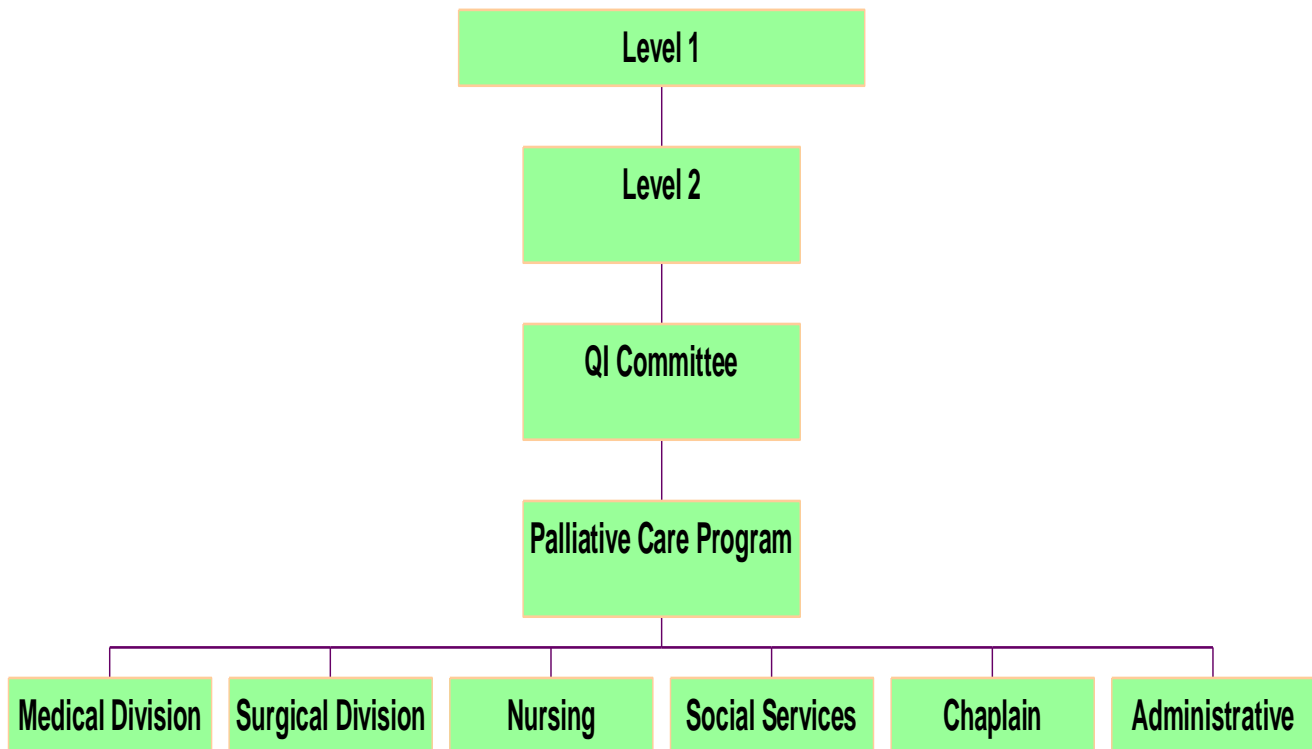 Level 1
Level 2
QI Committee
Palliative Care Program
Medical Division
Surgical Division
Nursing
Social Services
Chaplain
Administrative